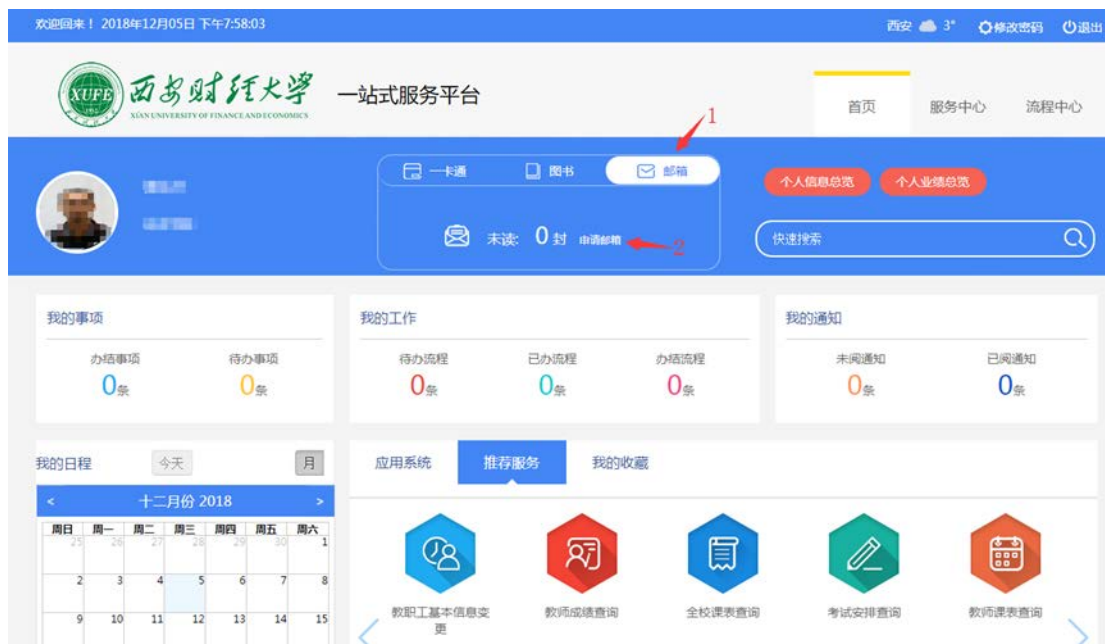 欢迎回来！ 2018年12月05日 下午7:58:03
西安 3° 修改密码 退出
XUFE 西安财经大学 一站式服务平台
XI'AN UNIVERSITY OF FINANCE AND ECONOMICS
首页 服务中心 流程中心
1
一卡通 图书 邮箱
个人信息总览 个人业绩总览
未读: 0封 申请邮箱 2
快速搜索
我的事项 我的工作 我的通知
办结事项 待办事项 待办流程 已办流程 办结流程 未阅通知 已阅通知
0条 0条 0条 0条 0条 0条 0条
我的日程 今天 月
应用系统 推荐服务 我的收藏
< 十二月份 2018 >
周日 周一 周二 周三 周四 周五 周六
25 26 27 28 29 30 1
2 3 4 5 6 7 8
9 10 11 12 13 14 15
教职工基本信息变更 教师成绩查询 全校课表查询 考试安排查询 教师课表查询